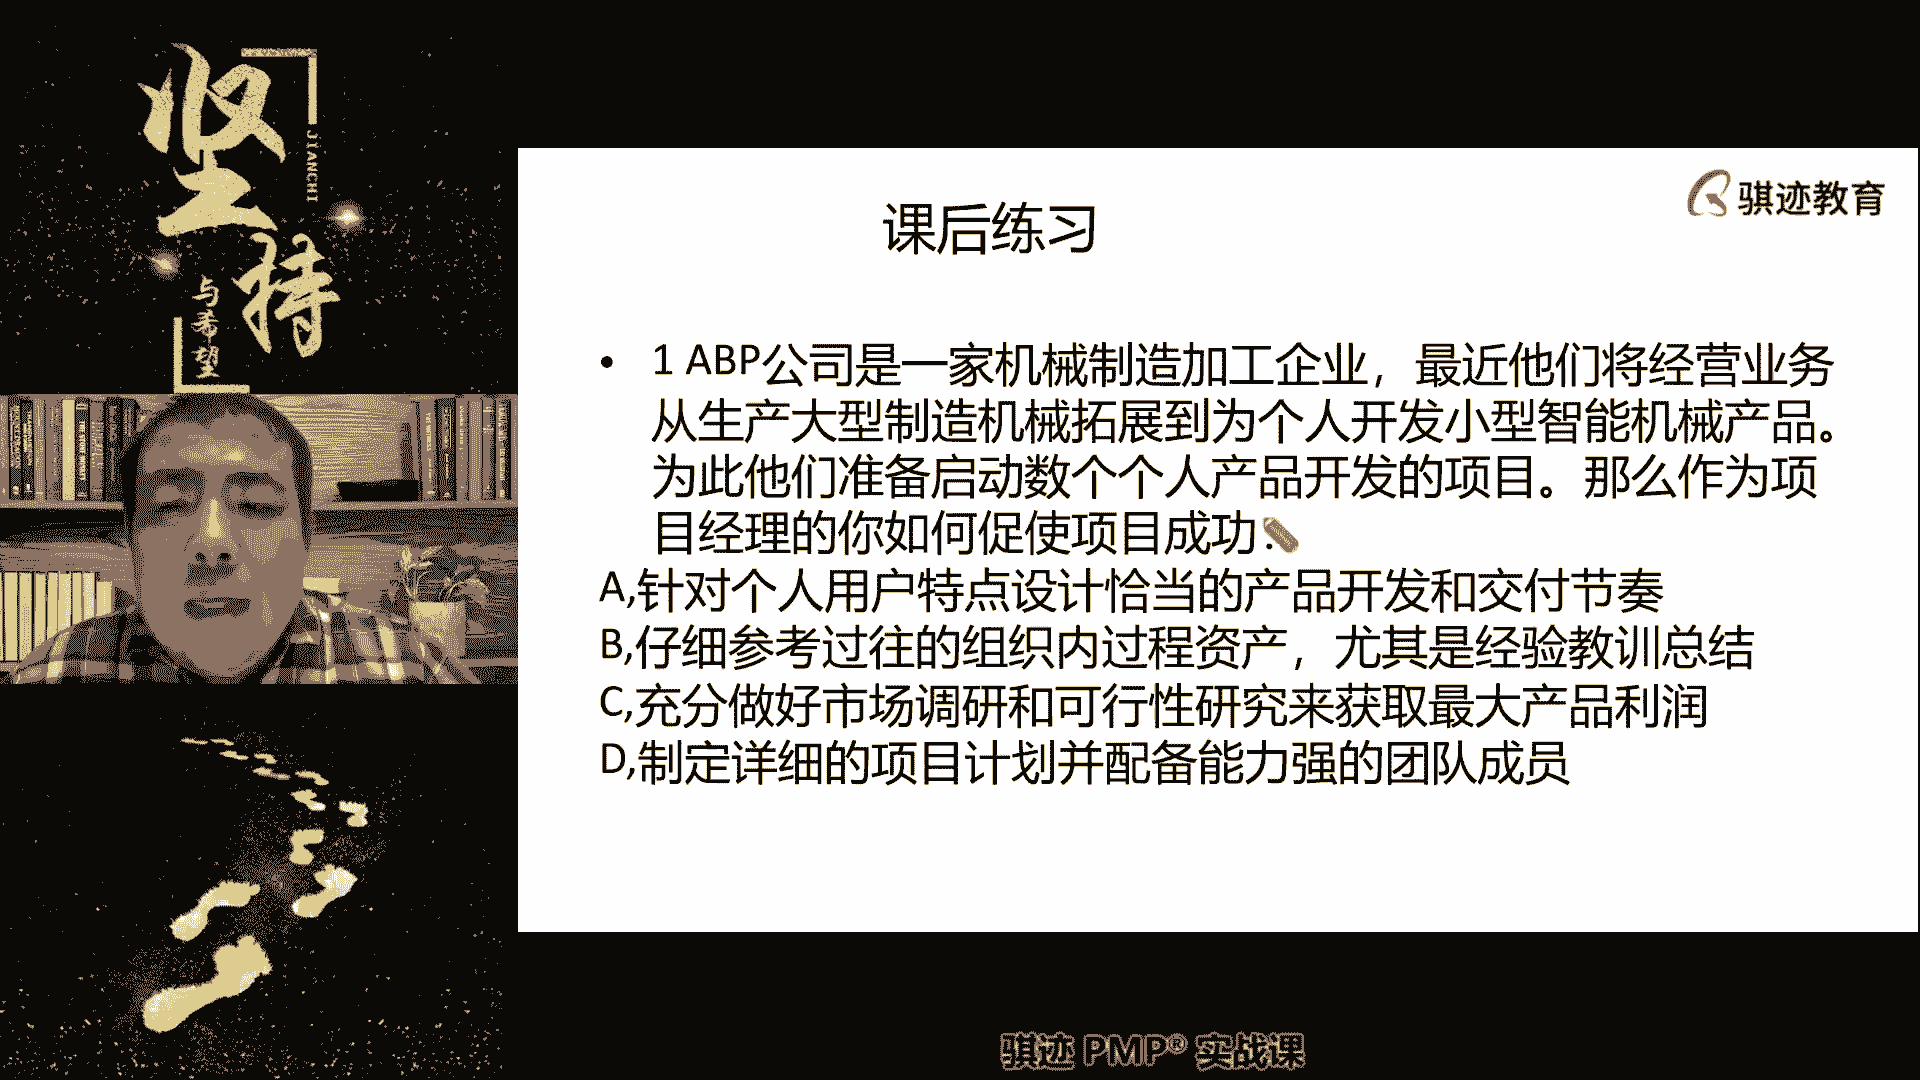 坚持
JIANCHI
与希望
骐迹教育
课后练习
• 1 ABP公司是一家机械制造加工企业，最近他们将经营业务
从生产大型制造机械拓展到为个人开发小型智能机械产品。
为此他们准备启动数个个人产品开发的项目。那么作为项
目经理的你如何促使项目成功
A,针对个人用户特点设计恰当的产品开发和交付节奏
B,仔细参考过往的组织内过程资产，尤其是经验教训总结
C,充分做好市场调研和可行性研究来获取最大产品利润
D,制定详细的项目计划并配备能力强的团队成员
骐迹 PMP® 实战课